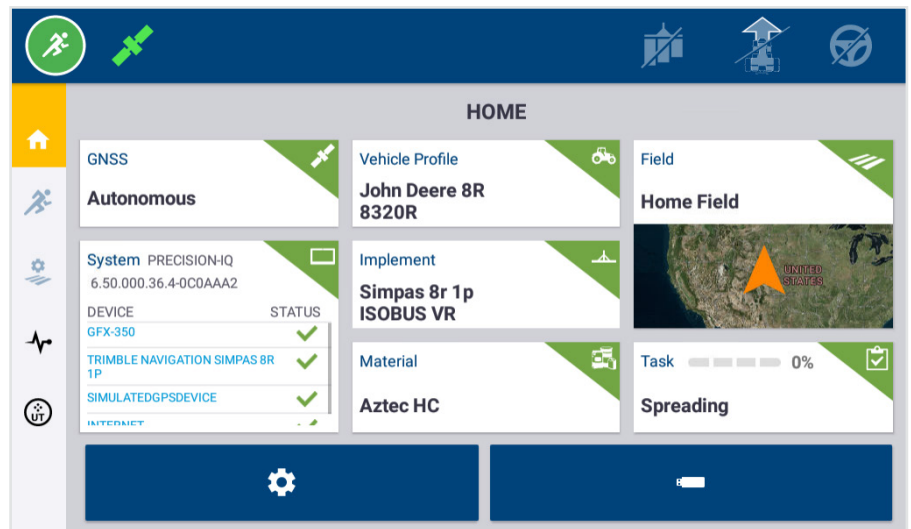 HOME
GNSS
Autonomous
Vehicle Profile
John Deere 8R
8320R
Field
Home Field
UNITED
STATES
System PRECISION-IQ
6.50.000.36.4-0C0AAA2
DEVICE STATUS
GFX-350
TRIMBLE NAVIGATION SIMPAS 8R
1P
SIMULATEDGPSDEVICE
INTERNET
Implement
Simpas 8r 1p
ISOBUS VR
Material
Aztec HC
Task 0%
Spreading
UT